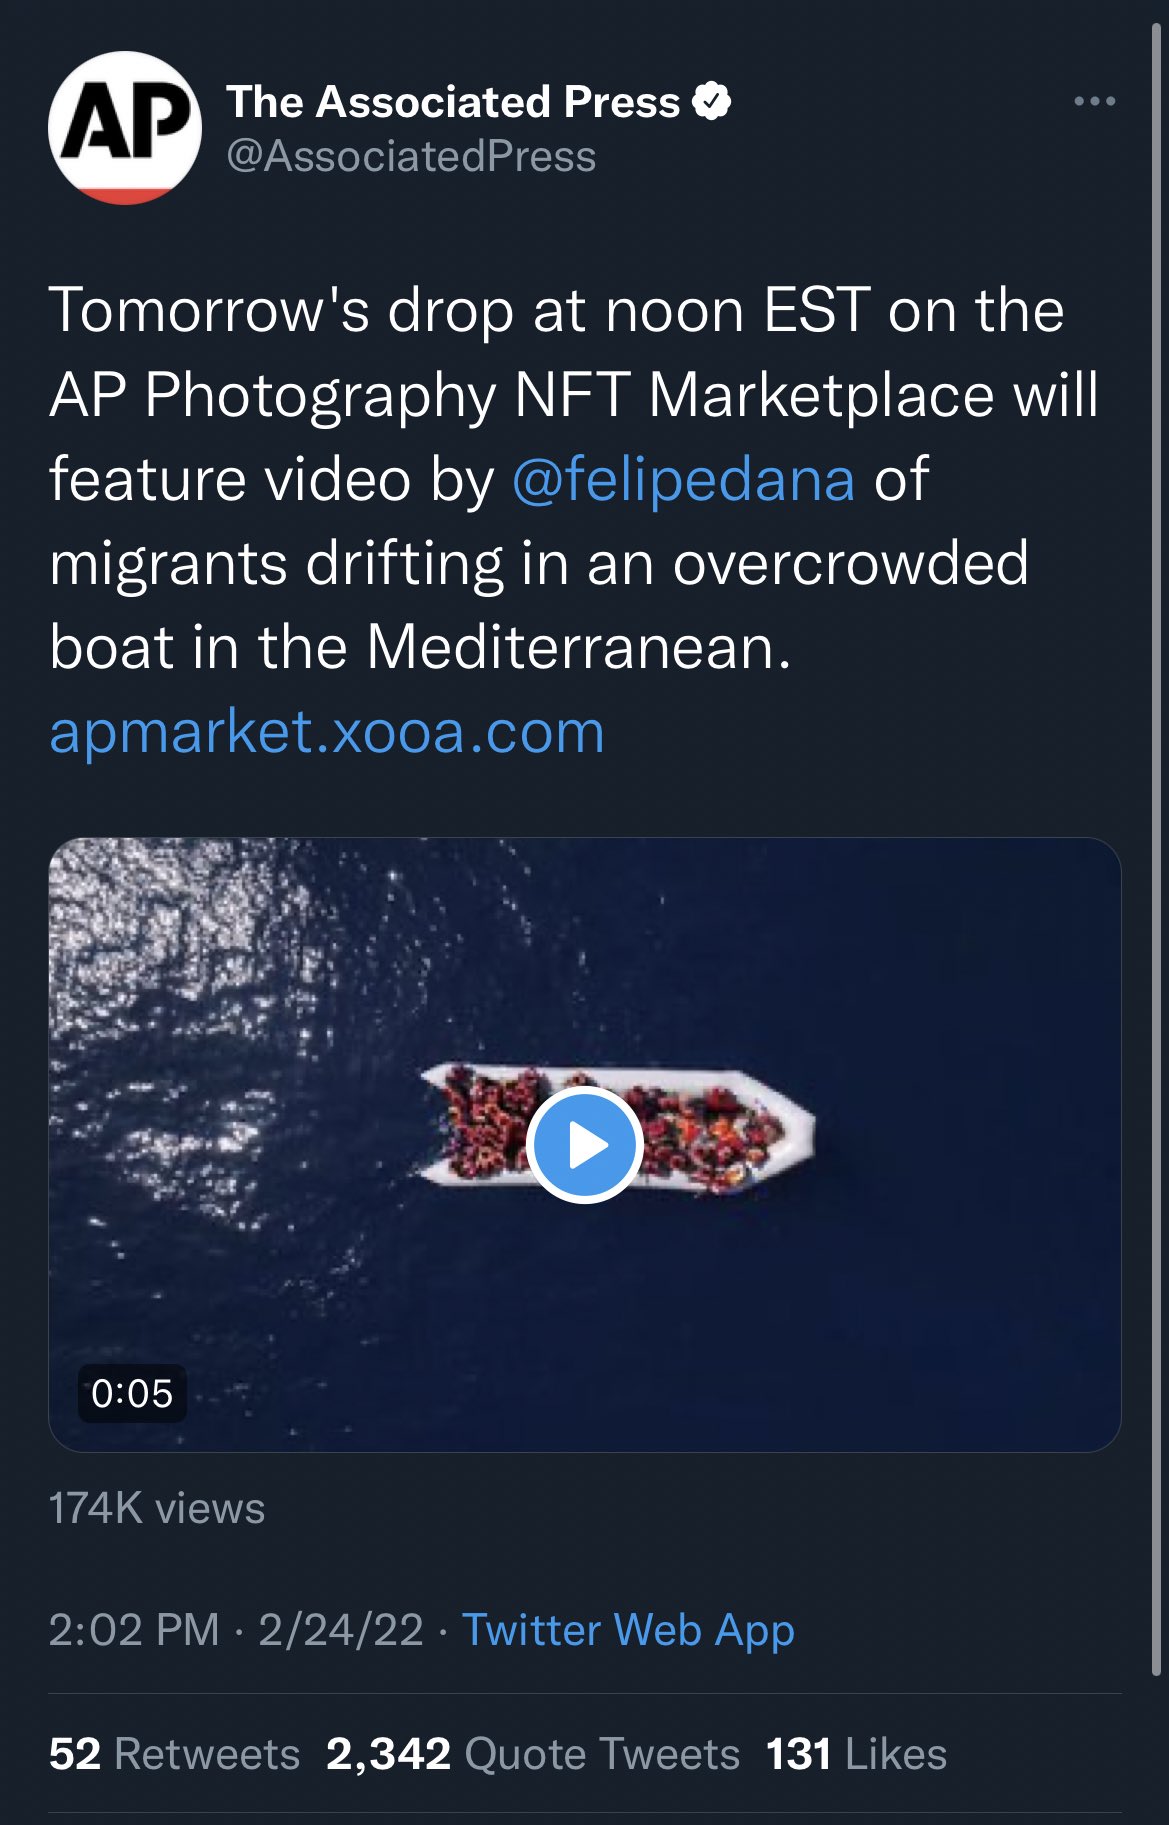 AP
The Associated Press
@AssociatedPress
Tomorrow's drop at noon EST on the
AP Photography NFT Marketplace will
feature video by @felipedana of
migrants drifting in an overcrowded
boat in the Mediterranean.
apmarket.xooa.com
0:05
174K views
2:02 PM · 2/24/22 · Twitter Web App
52 Retweets 2,342 Quote Tweets 131 Likes